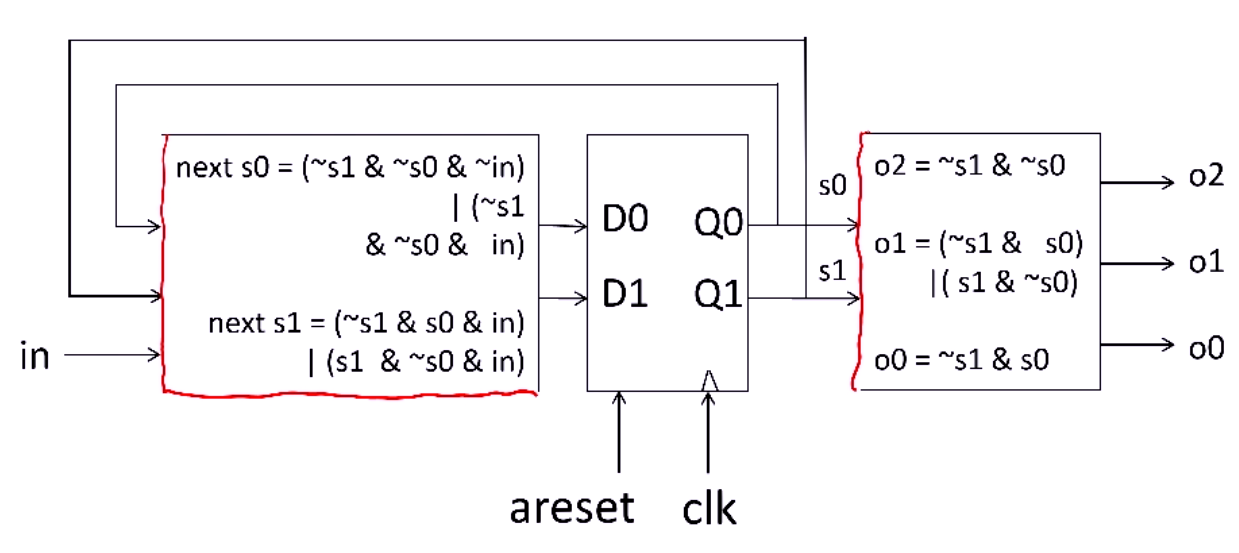 next s0 = (~s1 & ~s0 & ~in)
| (~s1
& ~s0 & in)
next s1 = (~s1 & s0 & in)
| (s1 & ~s0 & in)
in
D0 Q0
D1 Q1
areset clk
s0
s1
o2 = ~s1 & ~s0
o1 = (~s1 & s0)
|( s1 & ~s0)
o0 = ~s1 & s0
o2
o1
o0